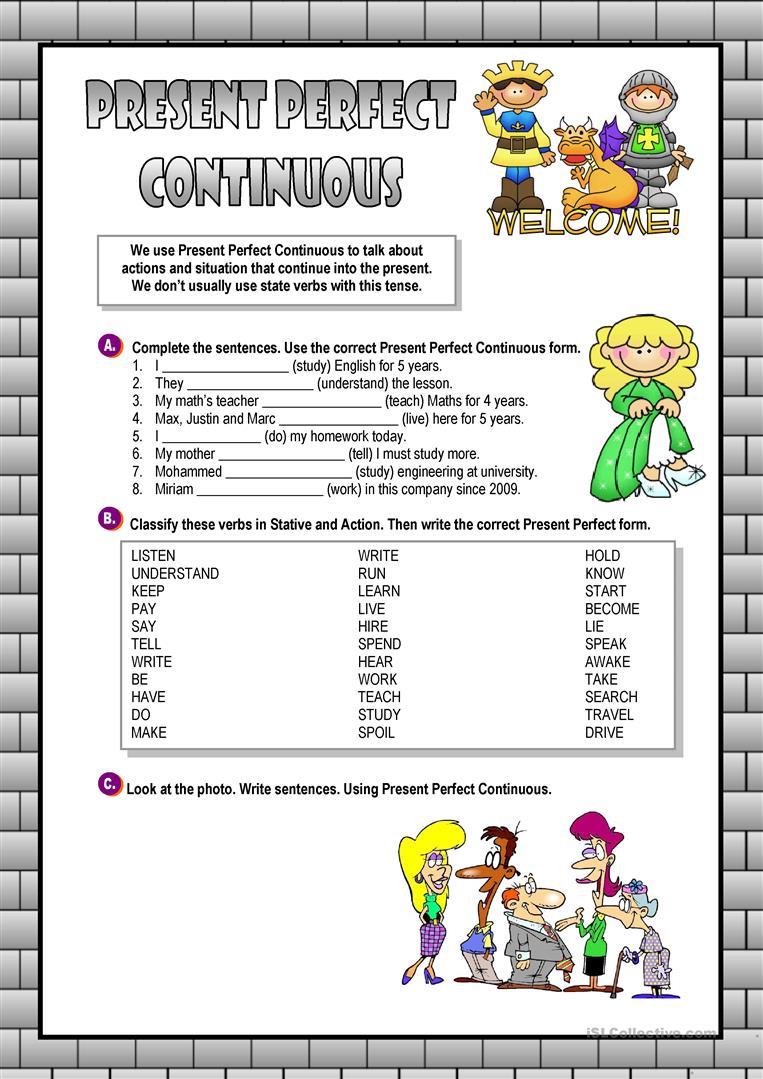 PRESENT PERFECT
CONTINUOUS
WELCOME!
We use Present Perfect Continuous to talk about
actions and situation that continue into the present.
We don't usually use state verbs with this tense.
A. Complete the sentences. Use the correct Present Perfect Continuous form.
1. I _________________ (study) English for 5 years.
2. They _________________ (understand) the lesson.
3. My math's teacher ________________ (teach) Maths for 4 years.
4. Max, Justin and Marc ________________ (live) here for 5 years.
5. I _____________ (do) my homework today.
6. My mother _________________ (tell) I must study more.
7. Mohammed _________________ (study) engineering at university.
8. Miriam _________________ (work) in this company since 2009.
B. Classify these verbs in Stative and Action. Then write the correct Present Perfect form.
LISTEN WRITE HOLD
UNDERSTAND RUN KNOW
KEEP LEARN START
PAY LIVE BECOME
SAY HIRE LIE
TELL SPEND SPEAK
WRITE HEAR AWAKE
BE WORK TAKE
HAVE TEACH SEARCH
DO STUDY TRAVEL
MAKE SPOIL DRIVE
C. Look at the photo. Write sentences. Using Present Perfect Continuous.
iSLCollective.com